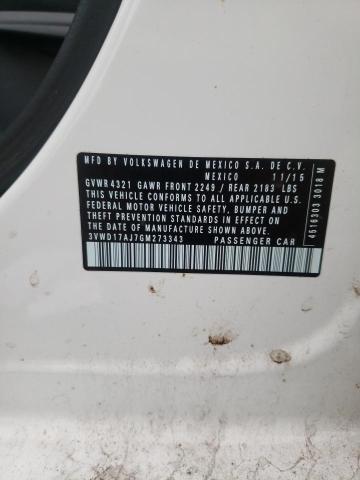 MFD BY VOLKSWAGEN DE MEXICO S.A. DE C.V.
MEXICO 11/15
GVWR 4321 GAWR FRONT 2249 / REAR 2183 LBS
THIS VEHICLE CONFORMS TO ALL APPLICABLE U.S.
FEDERAL MOTOR VEHICLE SAFETY, BUMPER AND
THEFT PREVENTION STANDARDS IN EFFECT ON
THE DATE OF MANUFACTURE SHOWN ABOVE
3VWD17AJ7GM273343 PASSENGER CAR
4516303 3018 M